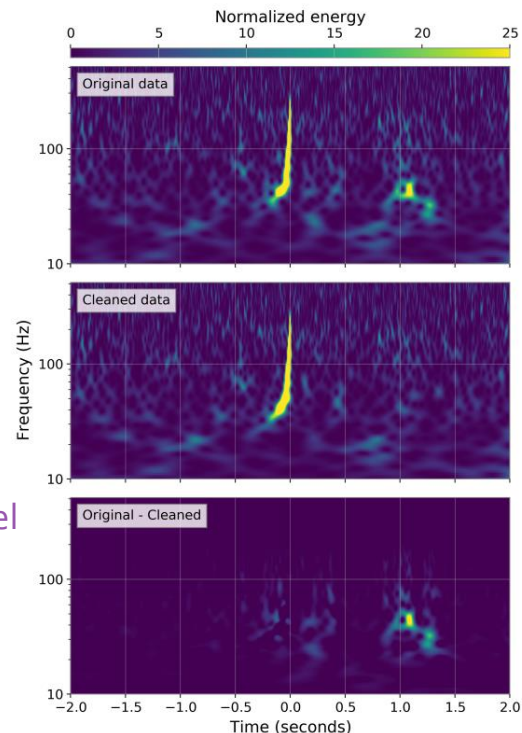 Normalized energy
0 5 10 15 20 25
Original data
100
10
Cleaned data
100
Frequency (Hz)
10
el
Original - Cleaned
100
10
−2.0 −1.5 −1.0 −0.5 0.0 0.5 1.0 1.5 2.0
Time (seconds)